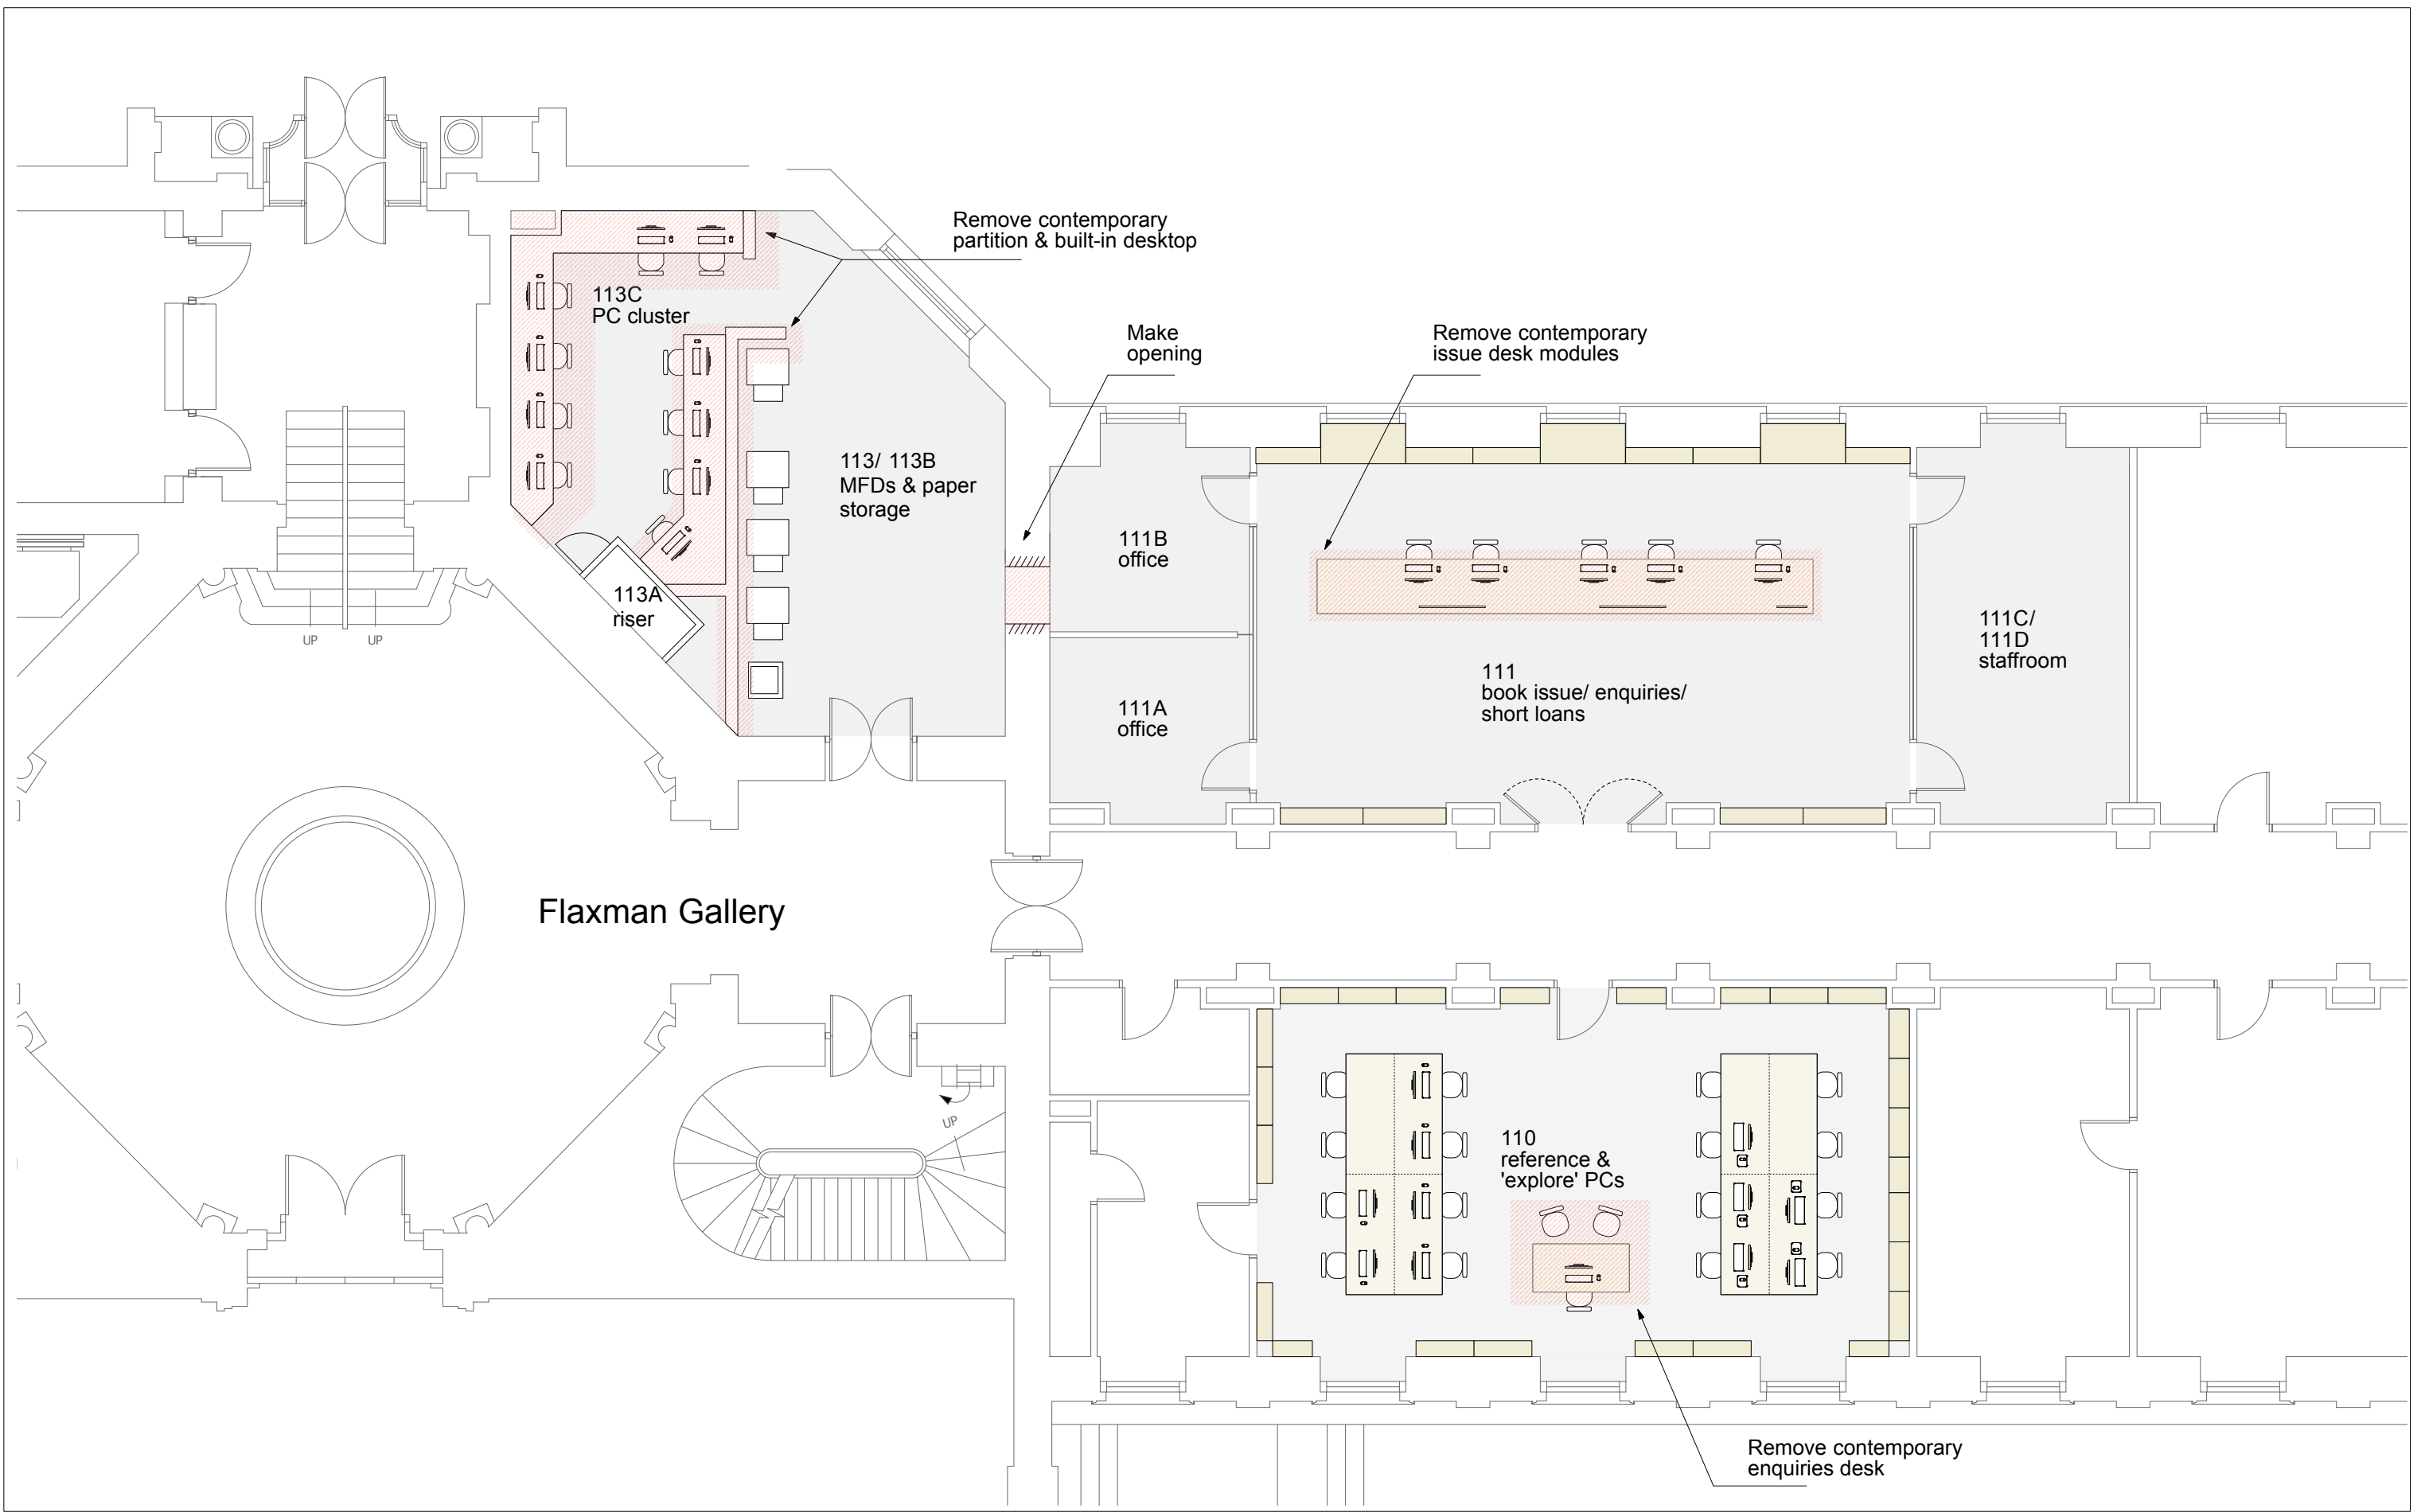 Remove contemporary
partition & built-in desktop
113C
PC cluster
Make
opening
Remove contemporary
issue desk modules
113/ 113B
MFDs & paper
storage
111B
office
113A
riser
UP
UP
111C/
111D
staffroom
111
book issue/ enquiries/
short loans
111A
office
Flaxman Gallery
UP
110
reference &
'explore' PCs
Remove contemporary
enquiries desk